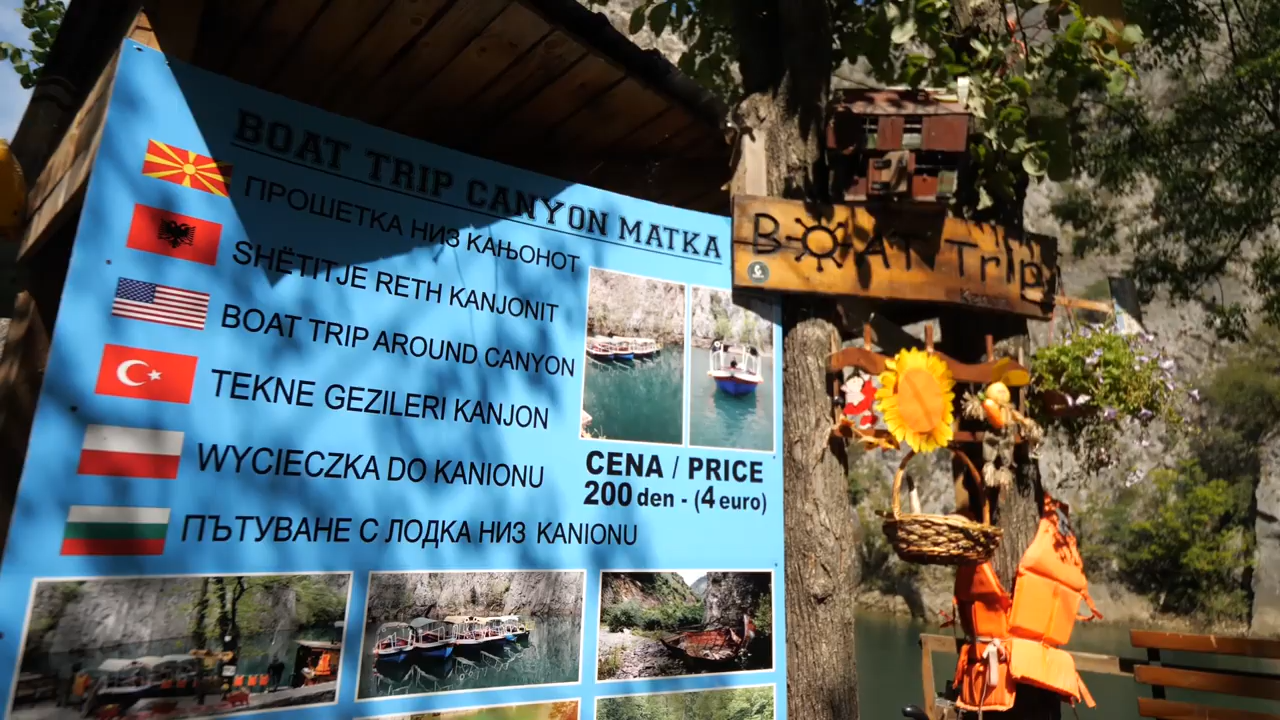 BOAT TRIP CANYON MATKA
ПРОШЕТКА НИЗ КАЊОНОТ
SHËTITJE RETH KANJONIT
BOAT TRIP AROUND CANYON
TEKNE GEZILERI KANJON
WYCIECZKA DO KANIONU
ПЪТУВАНЕ С ЛОДКА НИЗ KANIONU
CENA / PRICE
200 den - (4 euro)
BOAT Trip